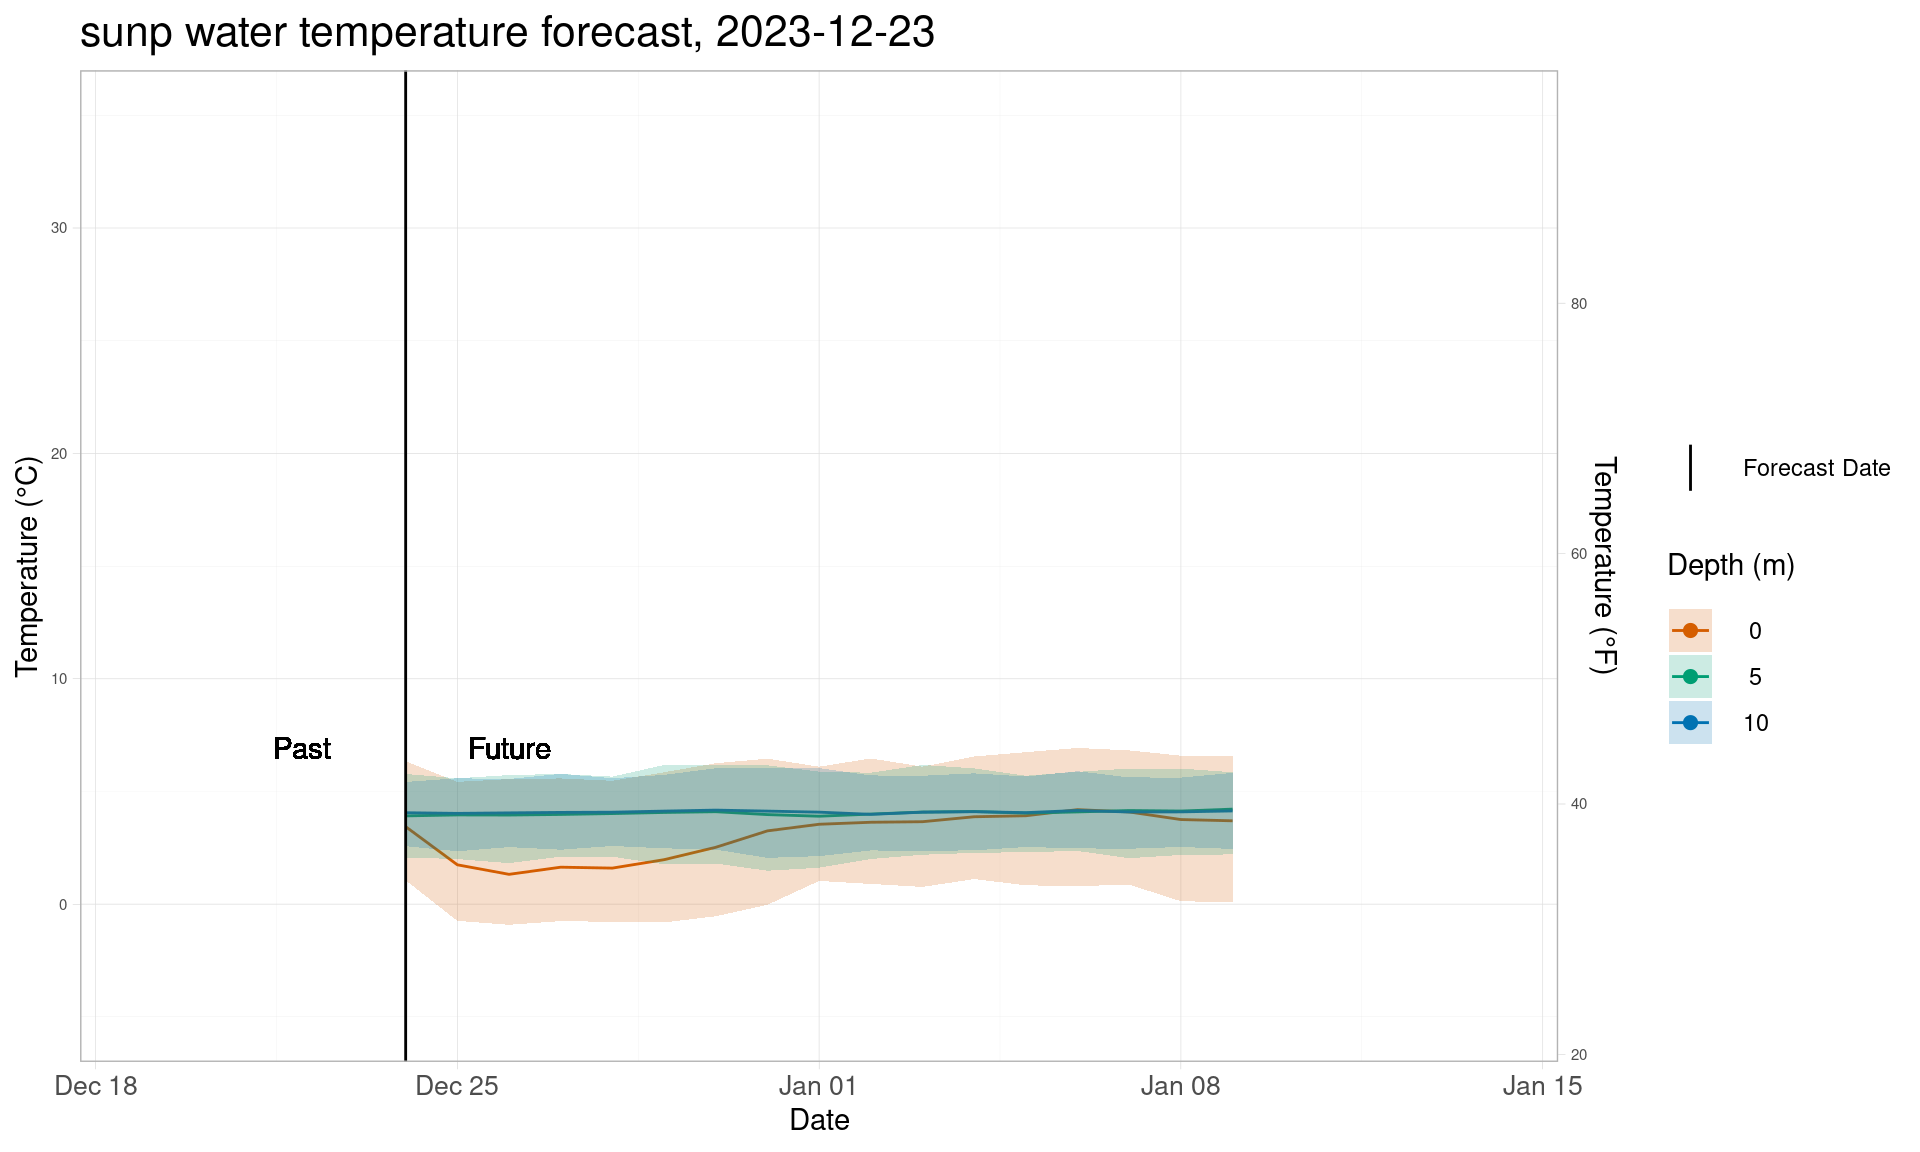 sunp water temperature forecast, 2023-12-23
Temperature (°C)
30
20
10
0
Past
Future
80
60
40
20
Temperature (°F)
Dec 18
Dec 25
Jan 01
Jan 08
Jan 15
Date
Forecast Date
Depth (m)
0
5
10